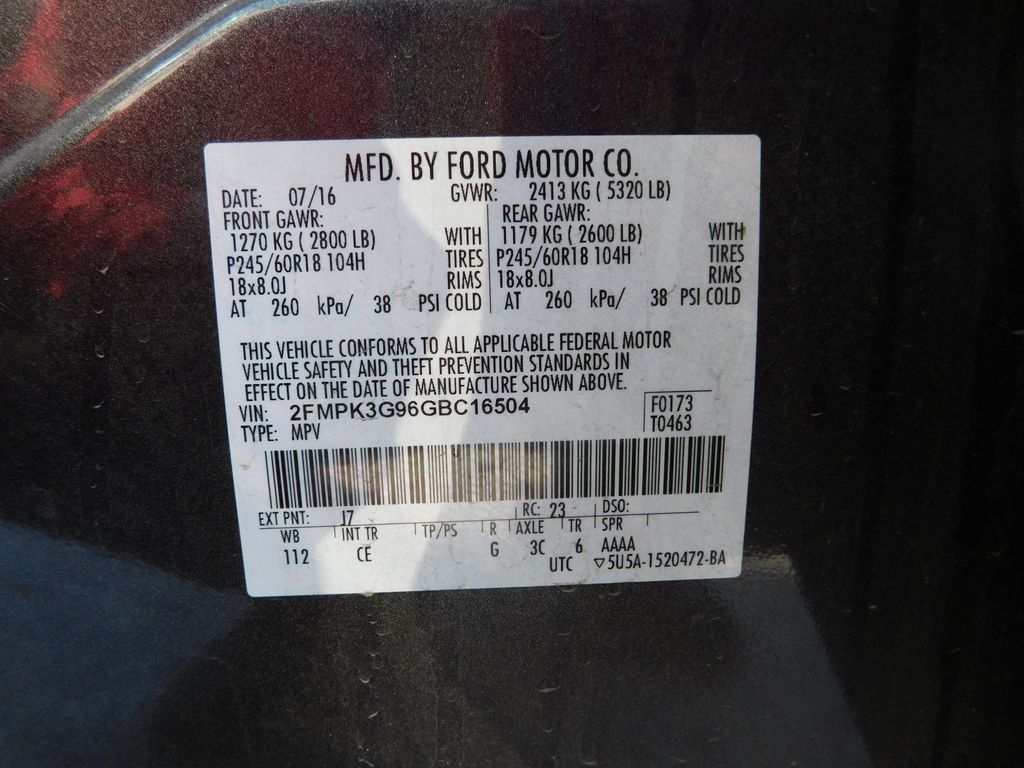 MFD. BY FORD MOTOR CO.
DATE: 07/16 GVWR: 2413 KG ( 5320 LB)
FRONT GAWR: REAR GAWR:
1270 KG ( 2800 LB) WITH 1179 KG ( 2600 LB) WITH
P245/60R18 104H TIRES P245/60R18 104H TIRES
18x8.0J RIMS 18x8.0J RIMS
AT 260 kPa/ 38 PSI COLD AT 260 kPa/ 38 PSI COLD
THIS VEHICLE CONFORMS TO ALL APPLICABLE FEDERAL MOTOR
VEHICLE SAFETY AND THEFT PREVENTION STANDARDS IN
EFFECT ON THE DATE OF MANUFACTURE SHOWN ABOVE.
VIN: 2FMPK3G96GBC16504 F0173
TYPE: MPV T0463
EXT PNT: J7 RC: 23 DSO:
WB INT TR TP/PS R AXLE TR SPR
112 CE G 3C 6 AAAA
UTC ▽5U5A-1520472-BA